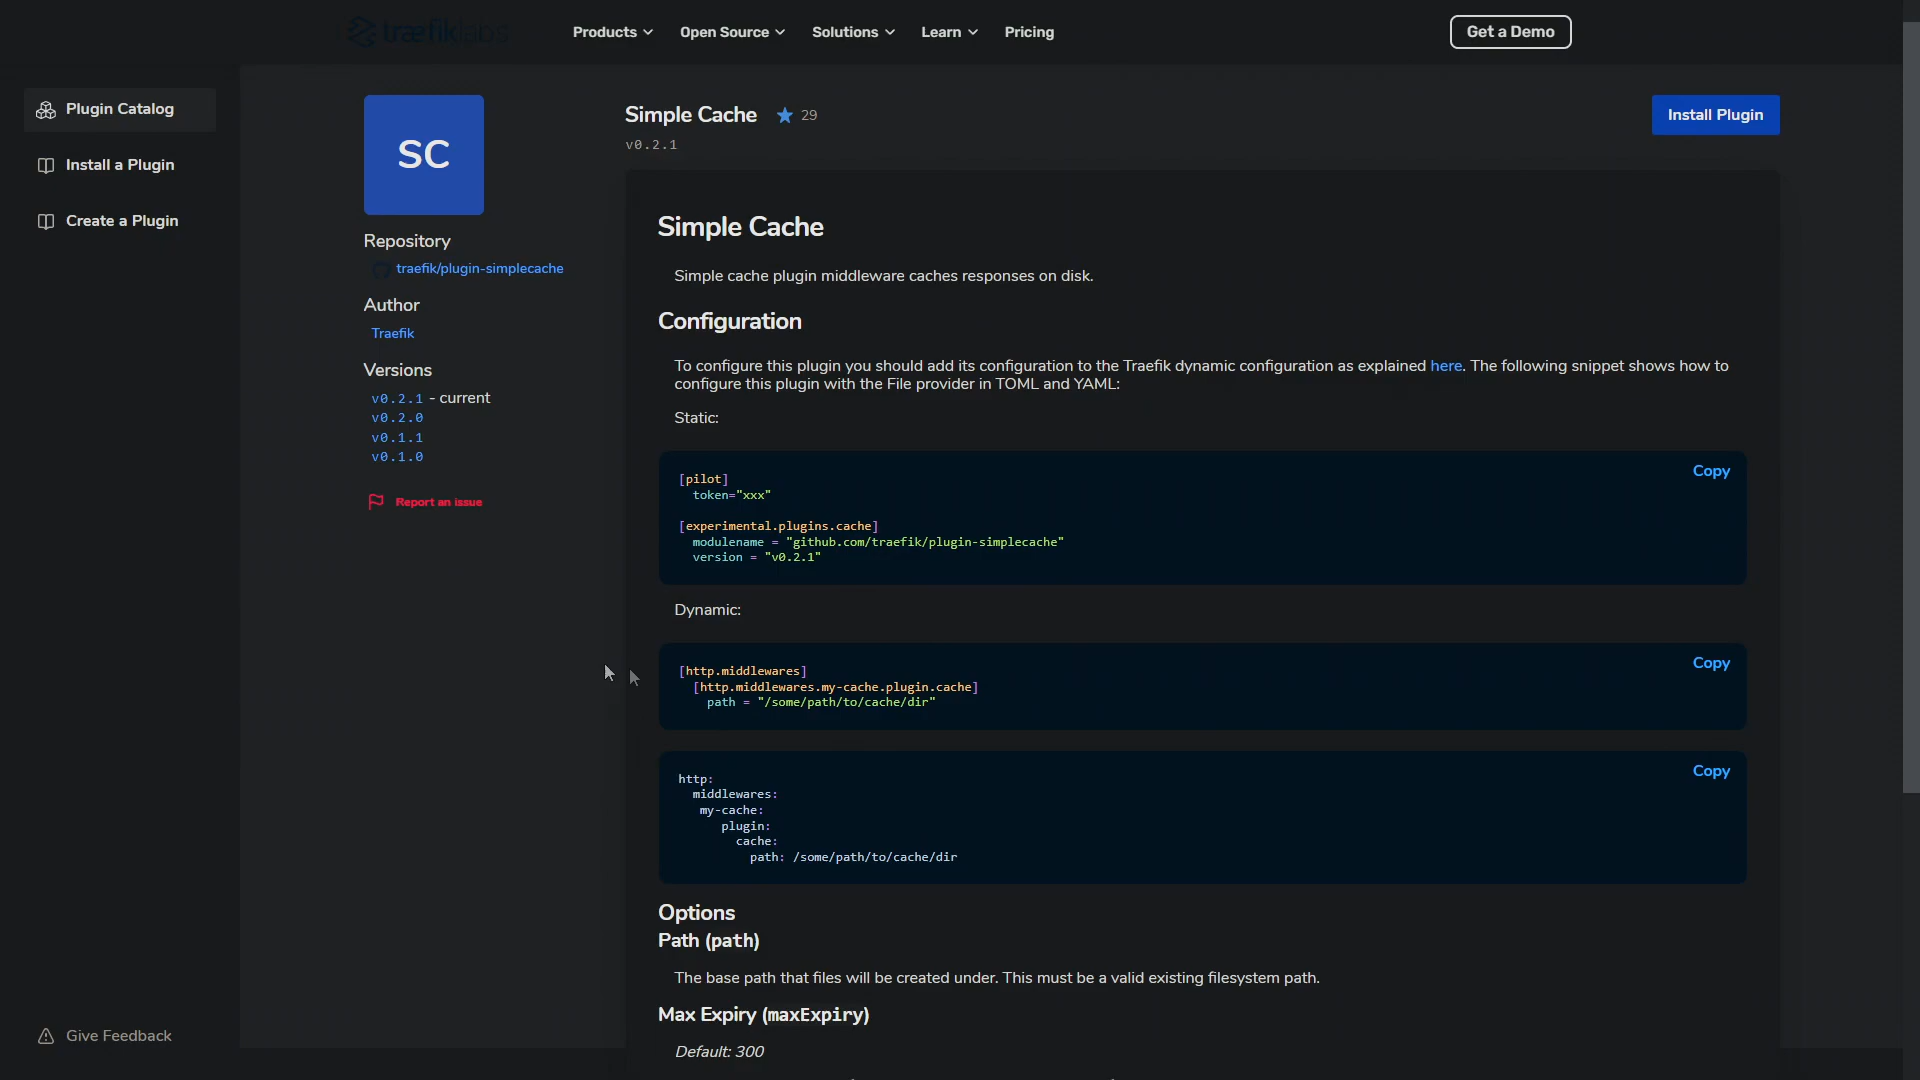 traefiklabs
Products
Open Source
Solutions
Learn
Pricing
Get a Demo
Plugin Catalog
Install a Plugin
Create a Plugin
Give Feedback
SC
Repository
traefik/plugin-simplecache
Author
Traefik
Versions
v0.2.1 - current
v0.2.0
v0.1.1
v0.1.0
Report an issue
Simple Cache 29
v0.2.1
Install Plugin
Simple Cache
Simple cache plugin middleware caches responses on disk.
Configuration
To configure this plugin you should add its configuration to the Traefik dynamic configuration as explained here. The following snippet shows how to
configure this plugin with the File provider in TOML and YAML:
Static:
Copy
[pilot]
token="xxx"
[experimental.plugins.cache]
modulename = "github.com/traefik/plugin-simplecache"
version = "v0.2.1"
Dynamic:
Copy
[http.middlewares]
[http.middlewares.my-cache.plugin.cache]
path = "/some/path/to/cache/dir"
Copy
http:
middlewares:
my-cache:
plugin:
cache:
path: /some/path/to/cache/dir
Options
Path (path)
The base path that files will be created under. This must be a valid existing filesystem path.
Max Expiry (maxExpiry)
Default: 300